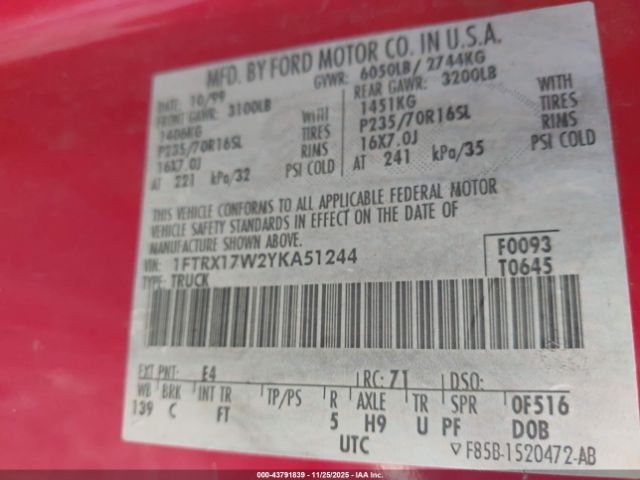 MFD. BY FORD MOTOR CO. IN U.S.A.
DATE: 10/99 GVWR: 6050LB/ 2744KG
FRONT GAWR: 3100LB REAR GAWR: 3200LB
1406KG WITH 1451KG WITH
P235/70R16SL TIRES P235/70R16SL TIRES
16X7.0J RIMS 16X7.0J RIMS
AT 221 kPa/32 PSI COLD AT 241 kPa/35 PSI COLD
THIS VEHICLE CONFORMS TO ALL APPLICABLE FEDERAL MOTOR
VEHICLE SAFETY STANDARDS IN EFFECT ON THE DATE OF
MANUFACTURE SHOWN ABOVE.
VIN: 1FTRX17W2YKA51244 F0093
TYPE: TRUCK T0645
EXT PNT: E4 RC: 71 DSO:
WB BRK INT TR TP/PS R AXLE TR SPR 0F516
139 C FT 5 H9 U PF DOB
UTC ▽ F85B-1520472-AB
000-43791839 - 11/25/2025 - IAAI.COM